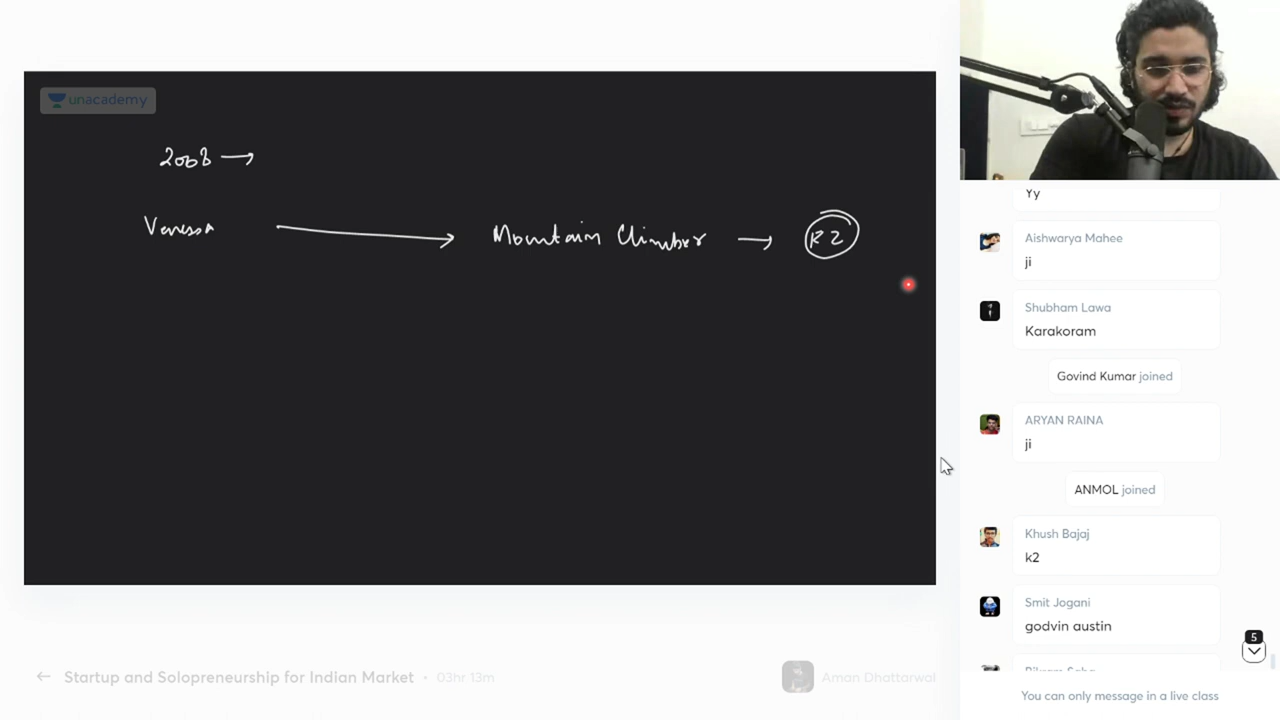 unacademy
2008 →
Vanessa → Mountain Climber → K2
Yy
Aishwarya Mahee
ji
Shubham Lawa
Karakoram
Govind Kumar joined
ARYAN RAINA
ji
ANMOL joined
Khush Bajaj
k2
Smit Jogani
godvin austin
5
You can only message in a live class
← Startup and Solopreneurship for Indian Market • 03hr 13m
Aman Dhattarwal